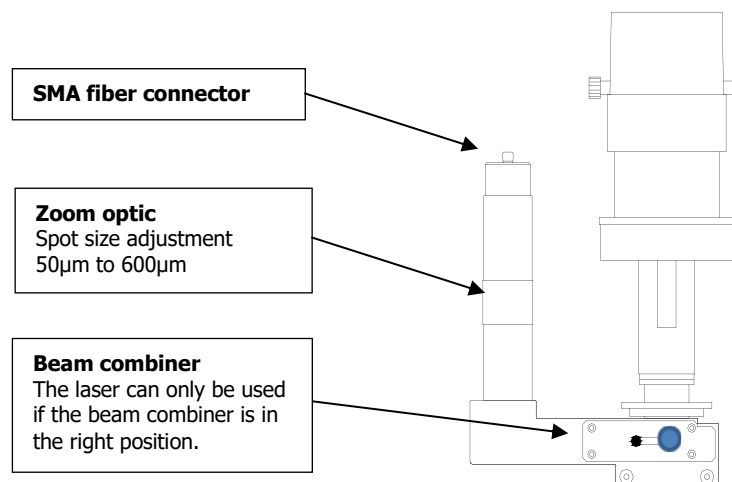 SMA fiber connector
Zoom optic
Spot size adjustment
50µm to 600µm
Beam combiner
The laser can only be used
if the beam combiner is in
the right position.